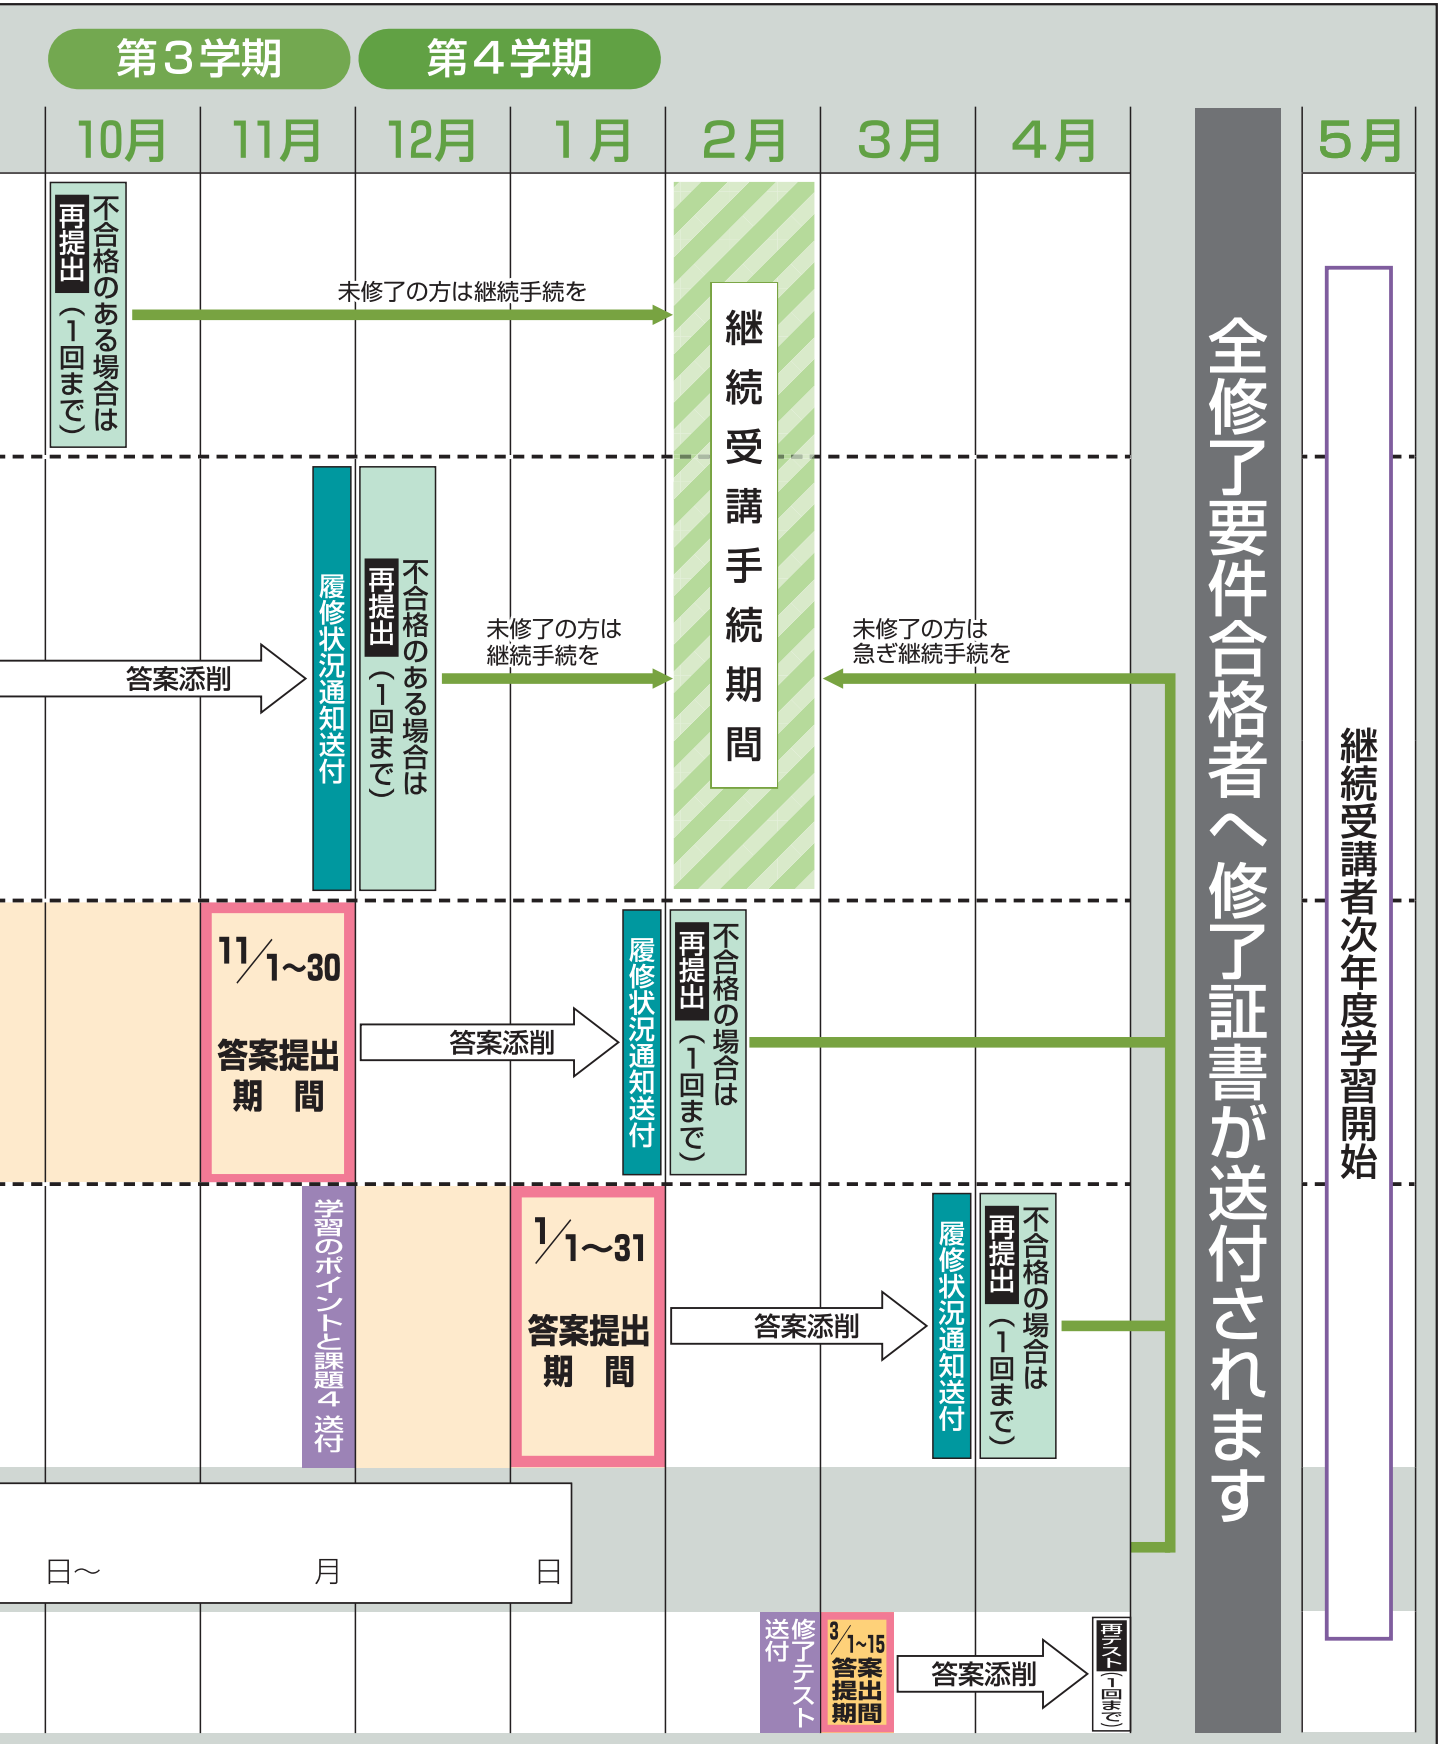 第3学期
第4学期
10月
11月
12月
1月
2月
3月
4月
5月
不合格のある場合は
再提出(1回まで)
未修了の方は継続手続を
継続受講手続期間
答案添削
履修状況通知送付
不合格のある場合は
再提出(1回まで)
未修了の方は
継続手続を
未修了の方は
急ぎ継続手続を
11/1~30
答案提出
期間
答案添削
履修状況通知送付
不合格の場合は
再提出(1回まで)
学習のポイントと課題4 送付
1/1~31
答案提出
期間
答案添削
履修状況通知送付
不合格の場合は
再提出(1回まで)
日~ 月 日
修了テスト
送付
3/1~15
答案
提出
期間
答案添削
再テスト(1回まで)
全修了要件合格者へ修了証書が送付されます
継続受講者次年度学習開始